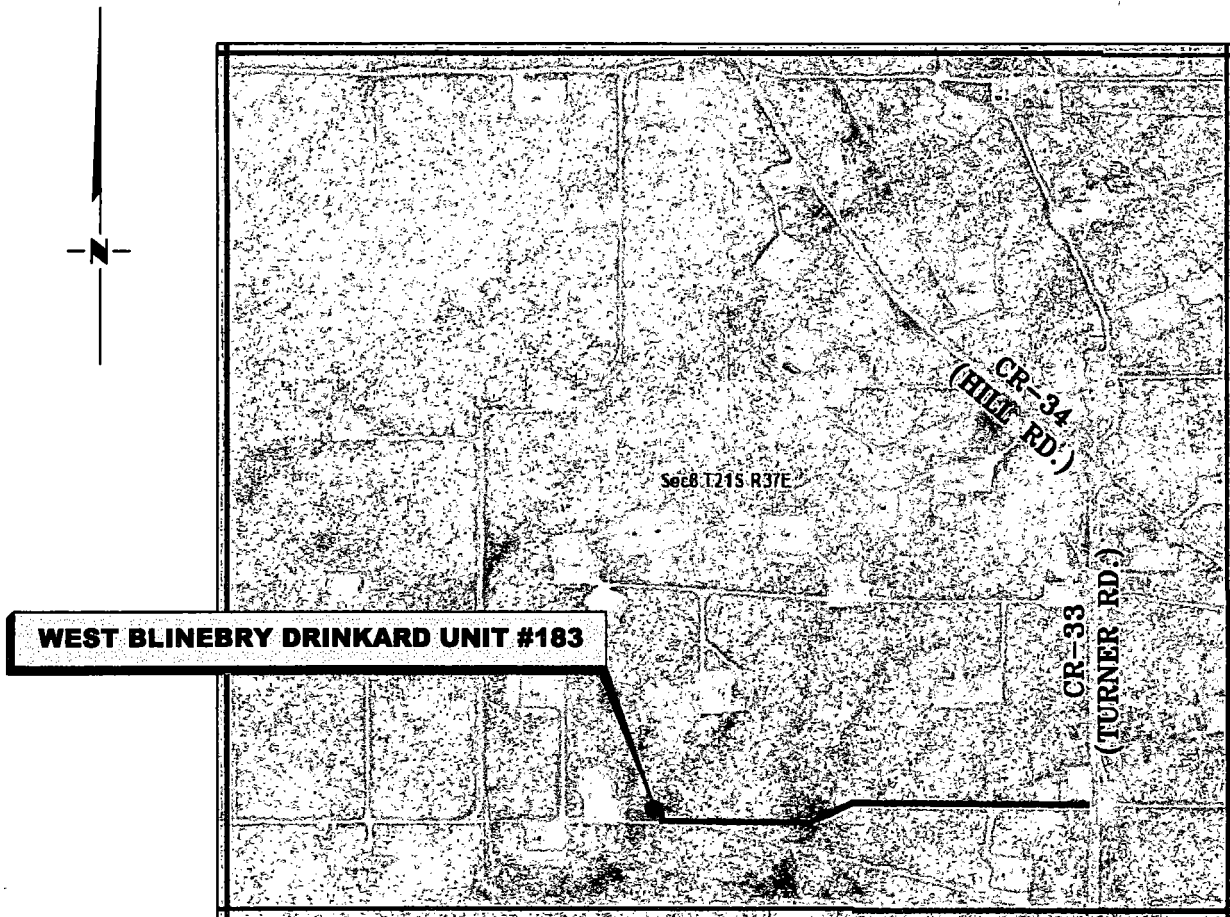 N
CR-34
(HILL RD.)
Sec8 T21S R37E
WEST BLINEBRY DRINKARD UNIT #183
CR-33
(TURNER RD.)